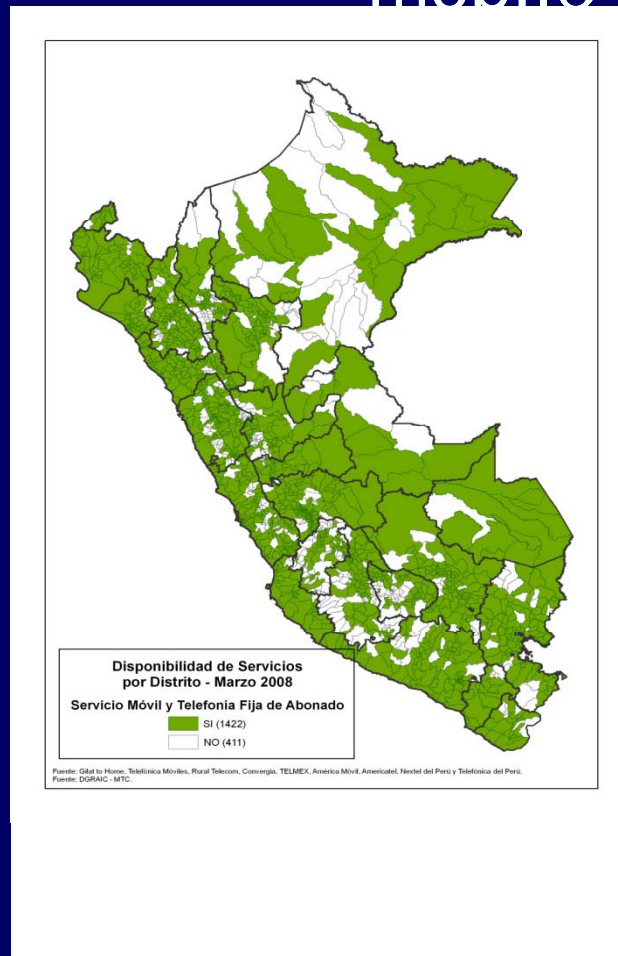 Disponibilidad de Servicios
por Distrito - Marzo 2008
Servicio Móvil y Telefonía Fija de Abonado
SI (1422)
NO (411)
Fuente: Gilat to Home, Telefónica Móviles, Rural Telecom, Convergia, TELMEX, América Móvil, Americatel, Nextel del Perú y Telefónica del Perú.
Fuente: DGRAIC - MTC.